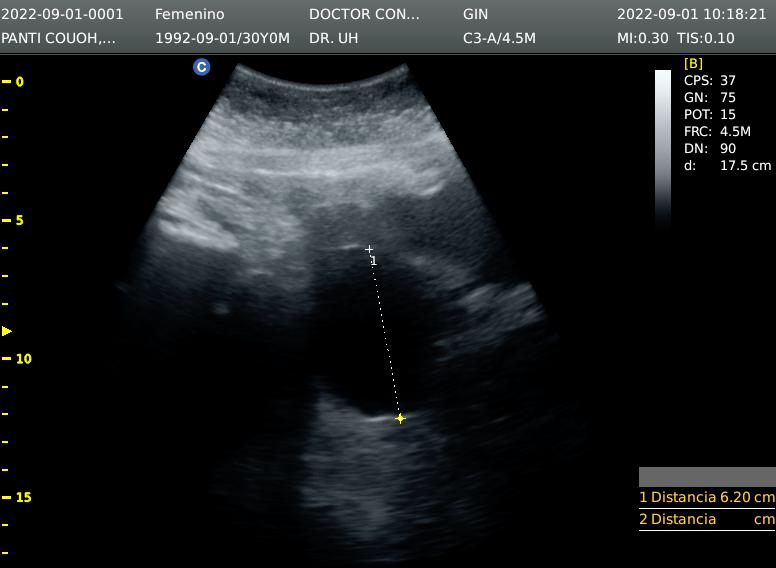 2022-09-01-0001 Femenino DOCTOR CON... GIN 2022-09-01 10:18:21
PANTI COUOH,... 1992-09-01/30Y0M DR. UH C3-A/4.5M MI:0.30 TIS:0.10
C
[B]
CPS: 37
GN: 75
POT: 15
FRC: 4.5M
DN: 90
d: 17.5 cm
0
5
1
10
15
1 Distancia 6.20 cm
2 Distancia cm